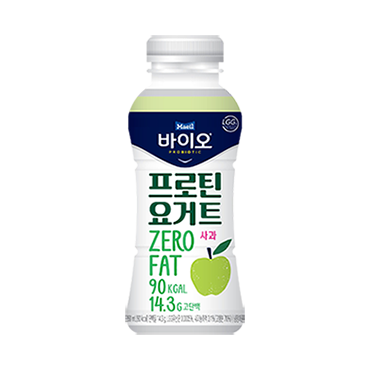 LGG
Maeil
바이오
PROBIOTIC
프로틴
요거트
사과
ZERO
FAT
90 KCAL
14.3G 고단백